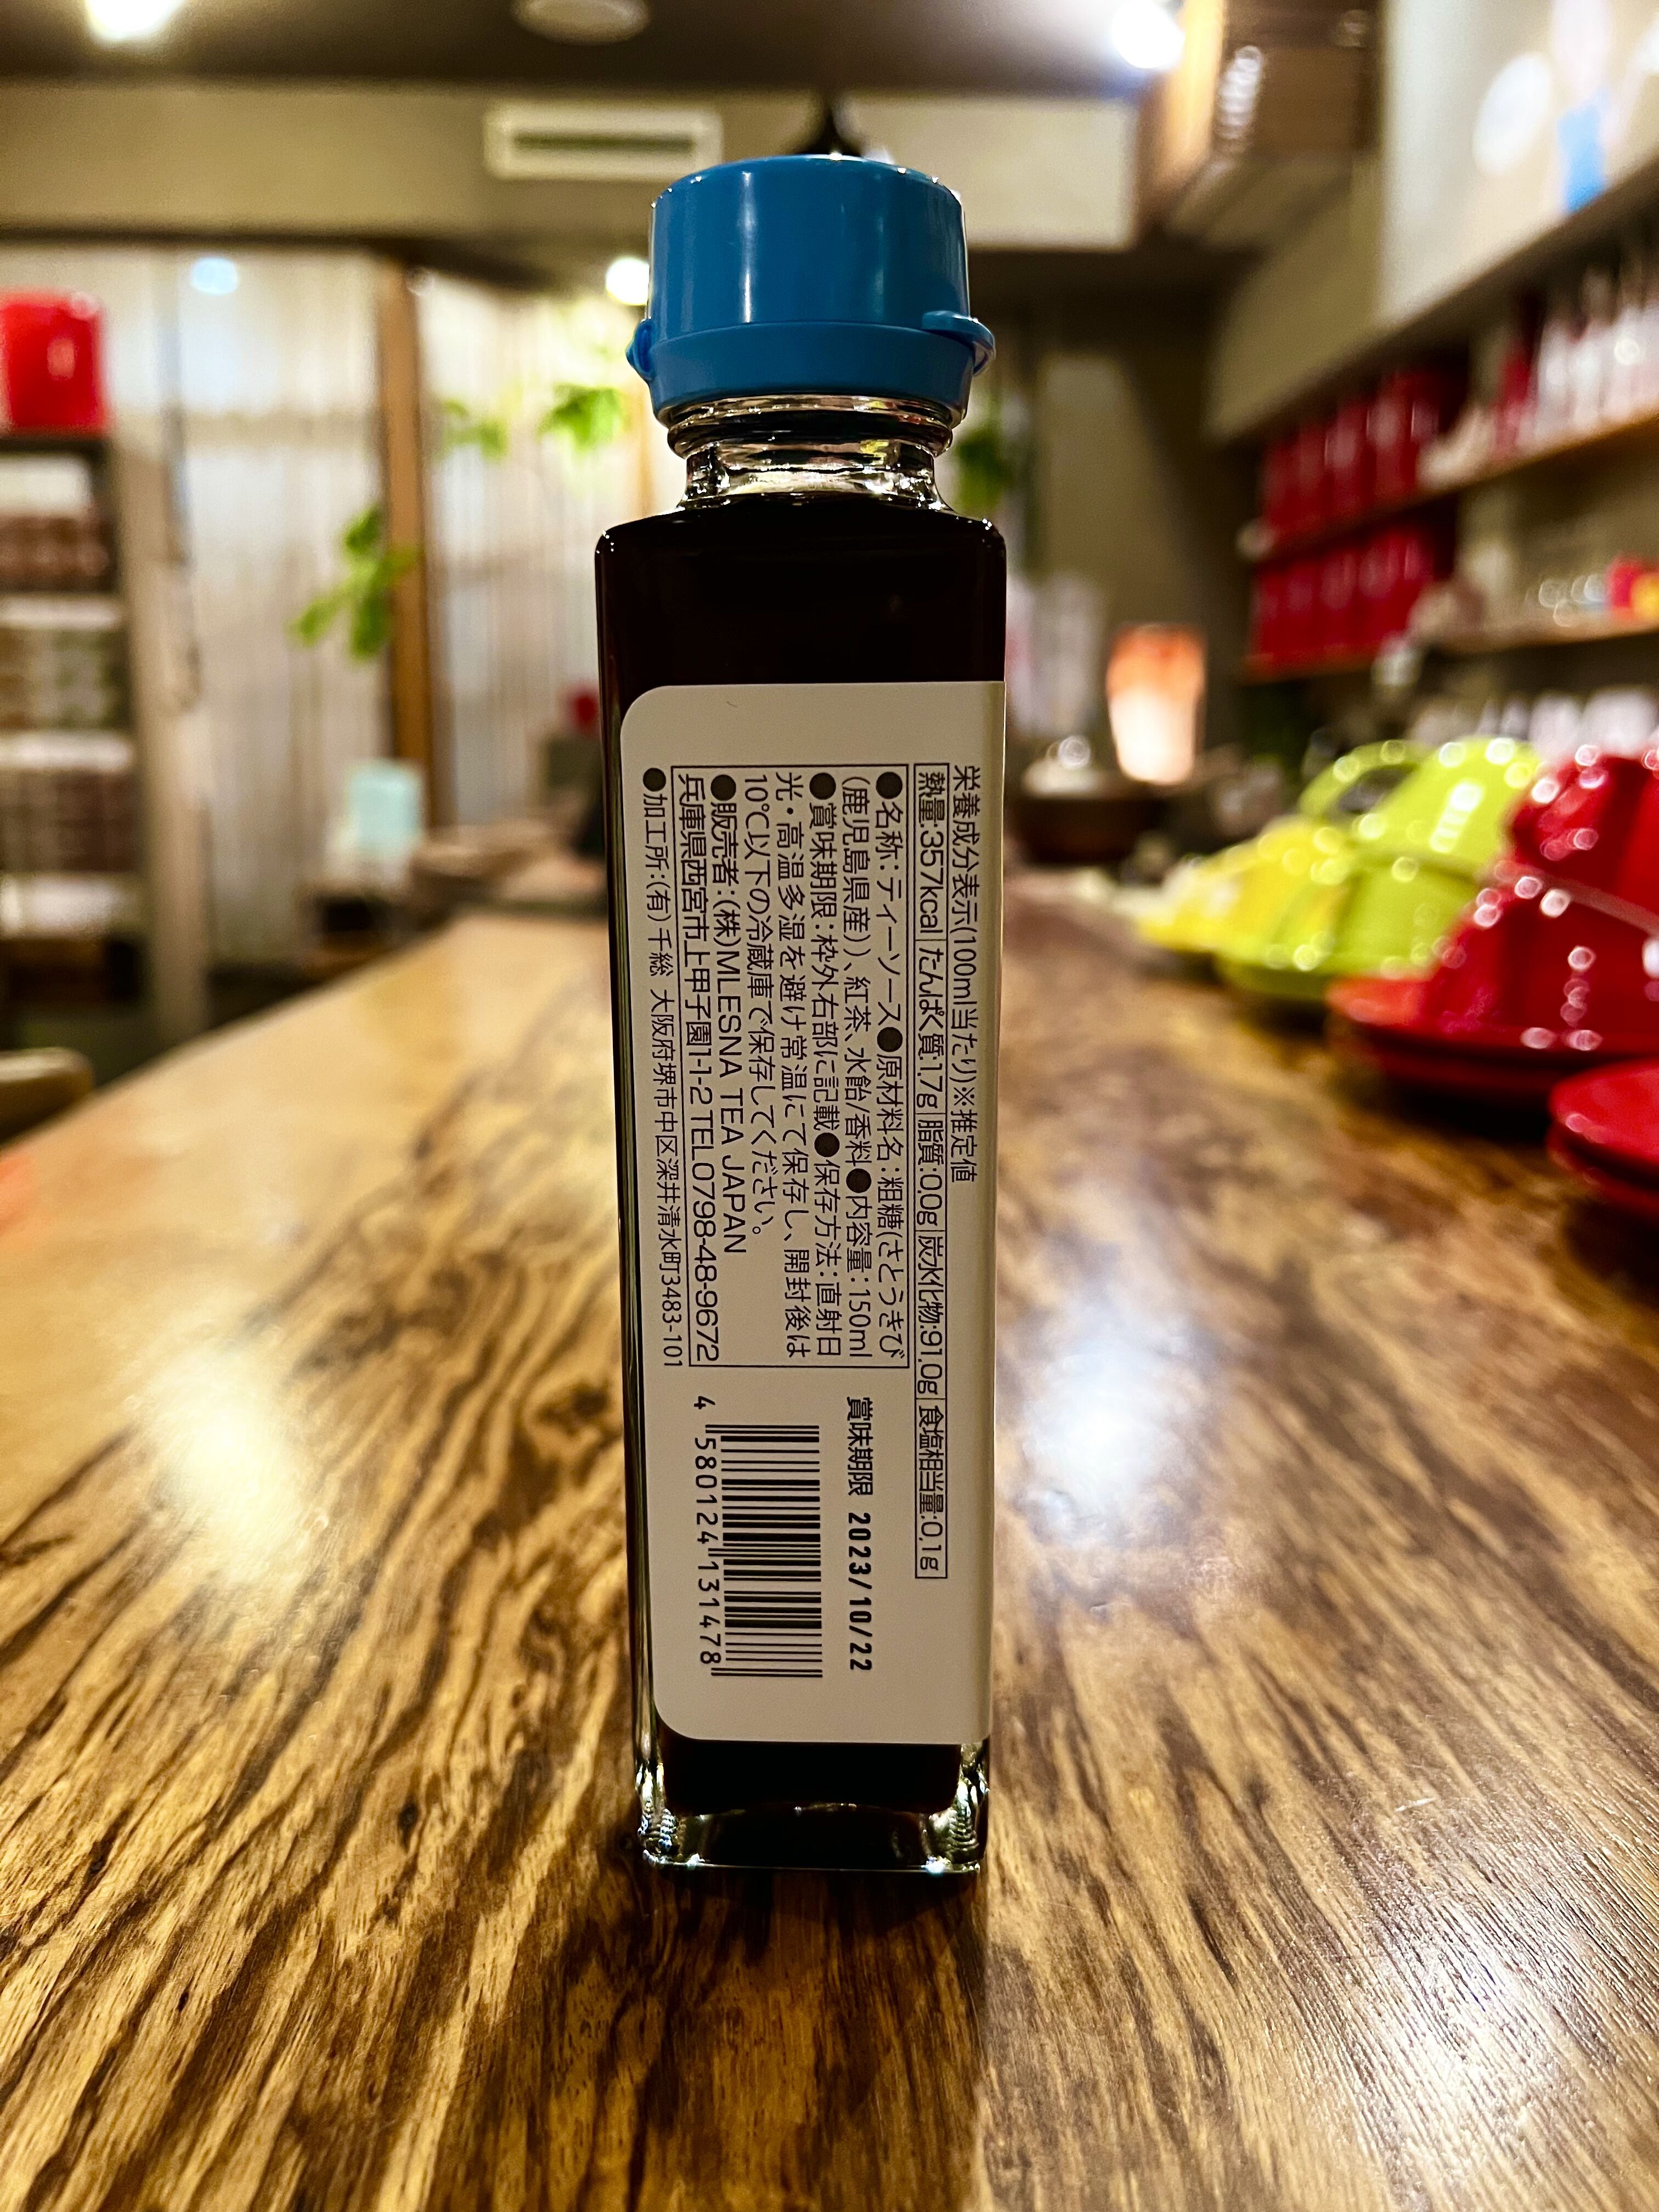 栄養成分表示(100ml当たり)※推定値
熱量:357kcal たんぱく質:1.7g 脂質:0.0g 炭水化物:91.0g 食塩相当量:0.1g
●名称:ティーソース●原材料名:粗糖(さとうきび
(鹿児島県産))、紅茶、水飴/香料●内容量:150ml
●賞味期限:枠外右部に記載●保存方法:直射日
光・高温多湿を避け常温にて保存し、開封後は
10℃以下の冷蔵庫で保存してください。
●販売者:(株)MLESNA TEA JAPAN
兵庫県西宮市上甲子園1-1-2 TEL0798-48-9672
●加工所:(有)千総 大阪府堺市中区深井清水町3483-101
賞味期限 2023/10/22
4 580124 131478